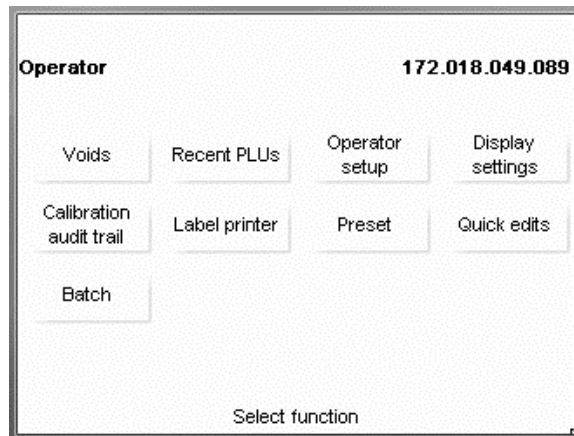 Operator 172.018.049.089
Voids Recent PLUs Operator setup Display settings
Calibration audit trail Label printer Preset Quick edits
Batch
Select function